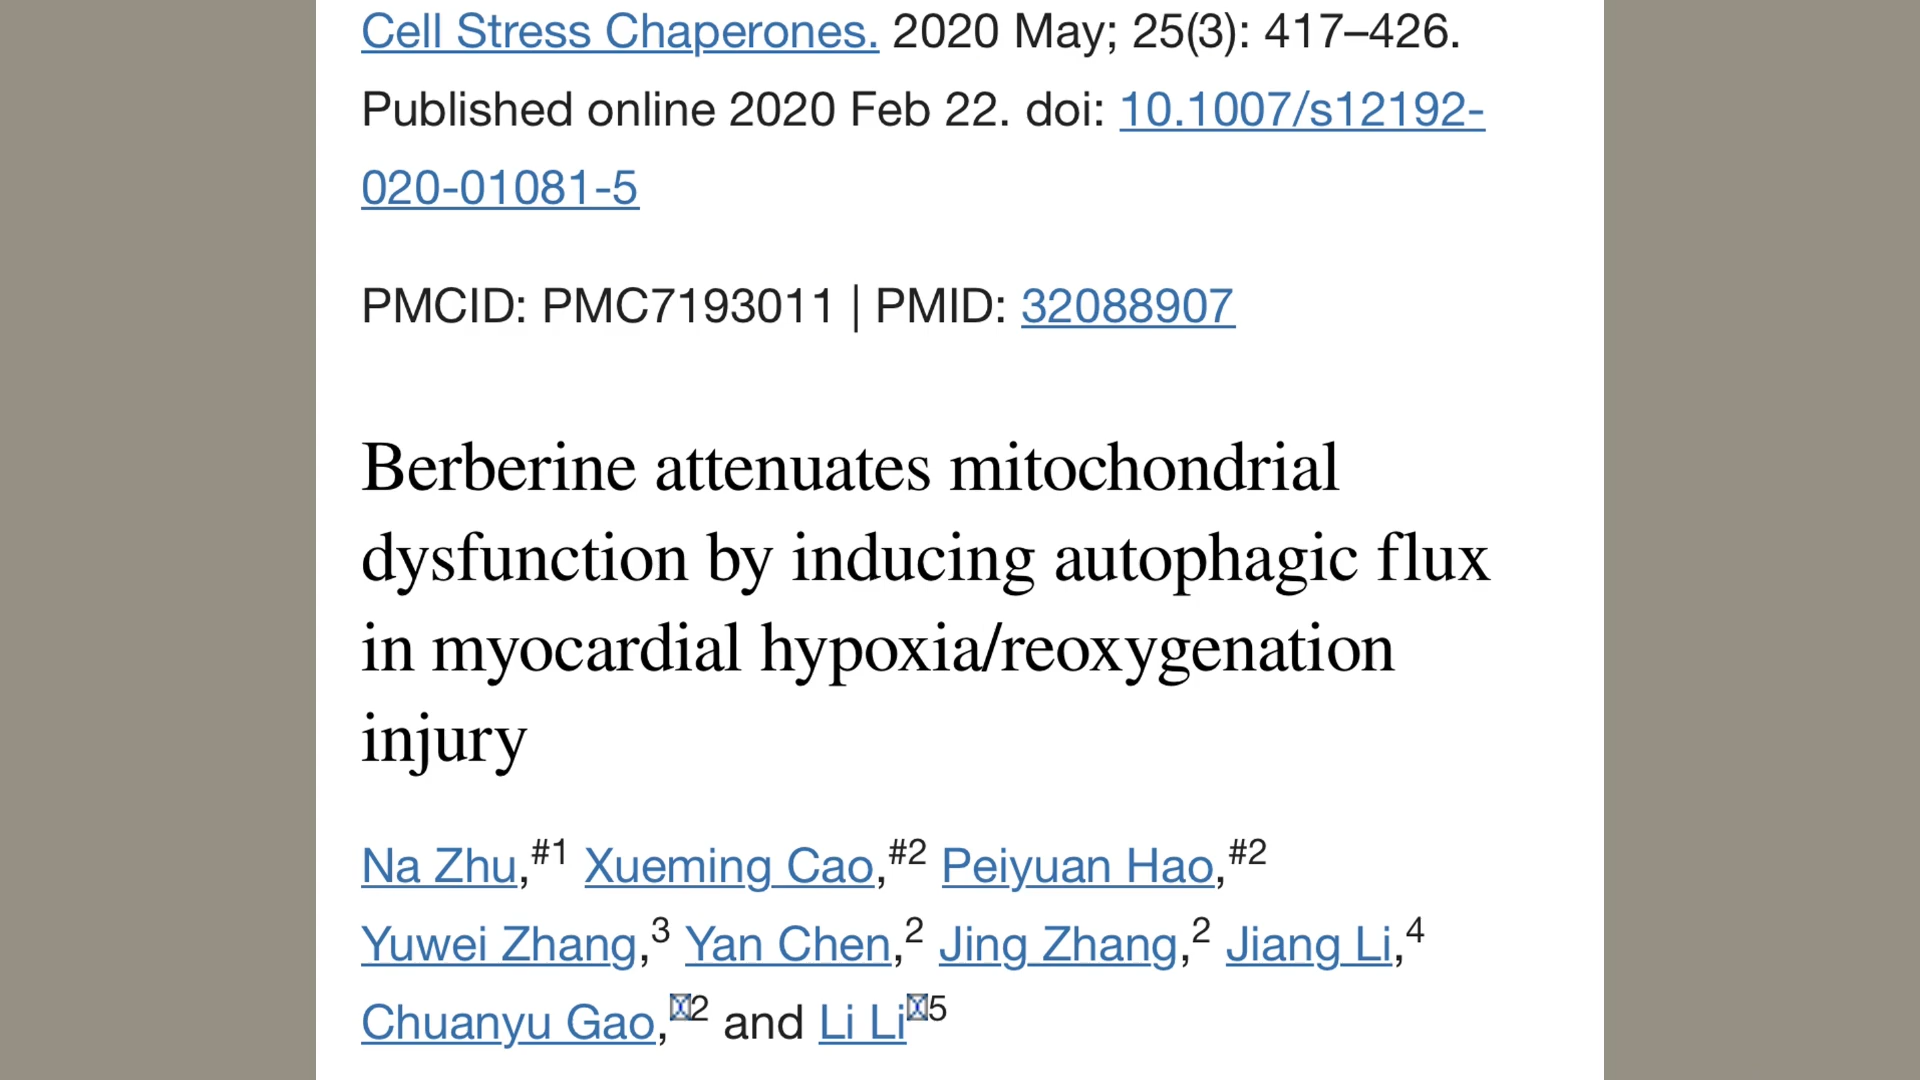 Cell Stress Chaperones. 2020 May; 25(3): 417–426.
Published online 2020 Feb 22. doi: 10.1007/s12192-
020-01081-5
PMCID: PMC7193011 | PMID: 32088907
Berberine attenuates mitochondrial
dysfunction by inducing autophagic flux
in myocardial hypoxia/reoxygenation
injury
Na Zhu,#1 Xueming Cao,#2 Peiyuan Hao,#2
Yuwei Zhang,3 Yan Chen,2 Jing Zhang,2 Jiang Li,4
Chuanyu Gao,2 and Li Li5